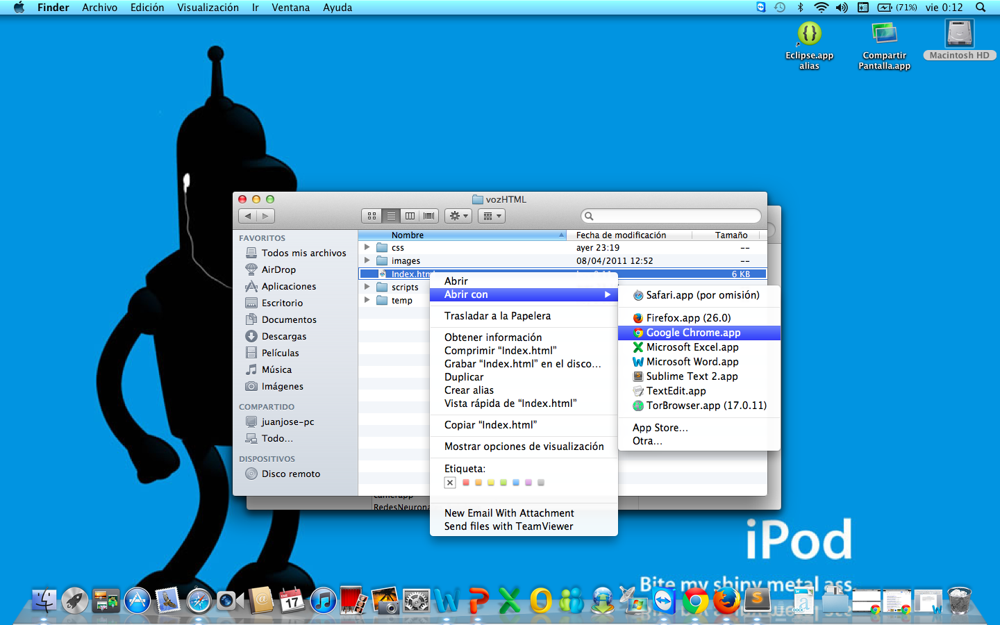 Finder Archivo Edición Visualización Ir Ventana Ayuda (71%) vie 0:12
Eclipse.app
alias
Compartir
Pantalla.app
Macintosh HD
vozHTML
FAVORITOS
Todos mis archivos
AirDrop
Aplicaciones
Escritorio
Documentos
Descargas
Películas
Música
Imágenes
COMPARTIDO
juanjose-pc
Todo...
DISPOSITIVOS
Disco remoto
Nombre Fecha de modificación Tamaño
css ayer 23:19 --
images 08/04/2011 12:52 --
Index.html 6 KB
scripts
temp
Abrir
Abrir con
Trasladar a la Papelera
Obtener información
Comprimir “Index.html”
Grabar “Index.html” en el disco...
Duplicar
Crear alias
Vista rápida de “Index.html”
Copiar “Index.html”
Mostrar opciones de visualización
Etiqueta:
New Email With Attachment
Send files with TeamViewer
Safari.app (por omisión)
Firefox.app (26.0)
Google Chrome.app
Microsoft Excel.app
Microsoft Word.app
Sublime Text 2.app
TextEdit.app
TorBrowser.app (17.0.11)
App Store...
Otra...
RedesNeurona
iPod
Bite my shiny metal ass.
17
DOCX